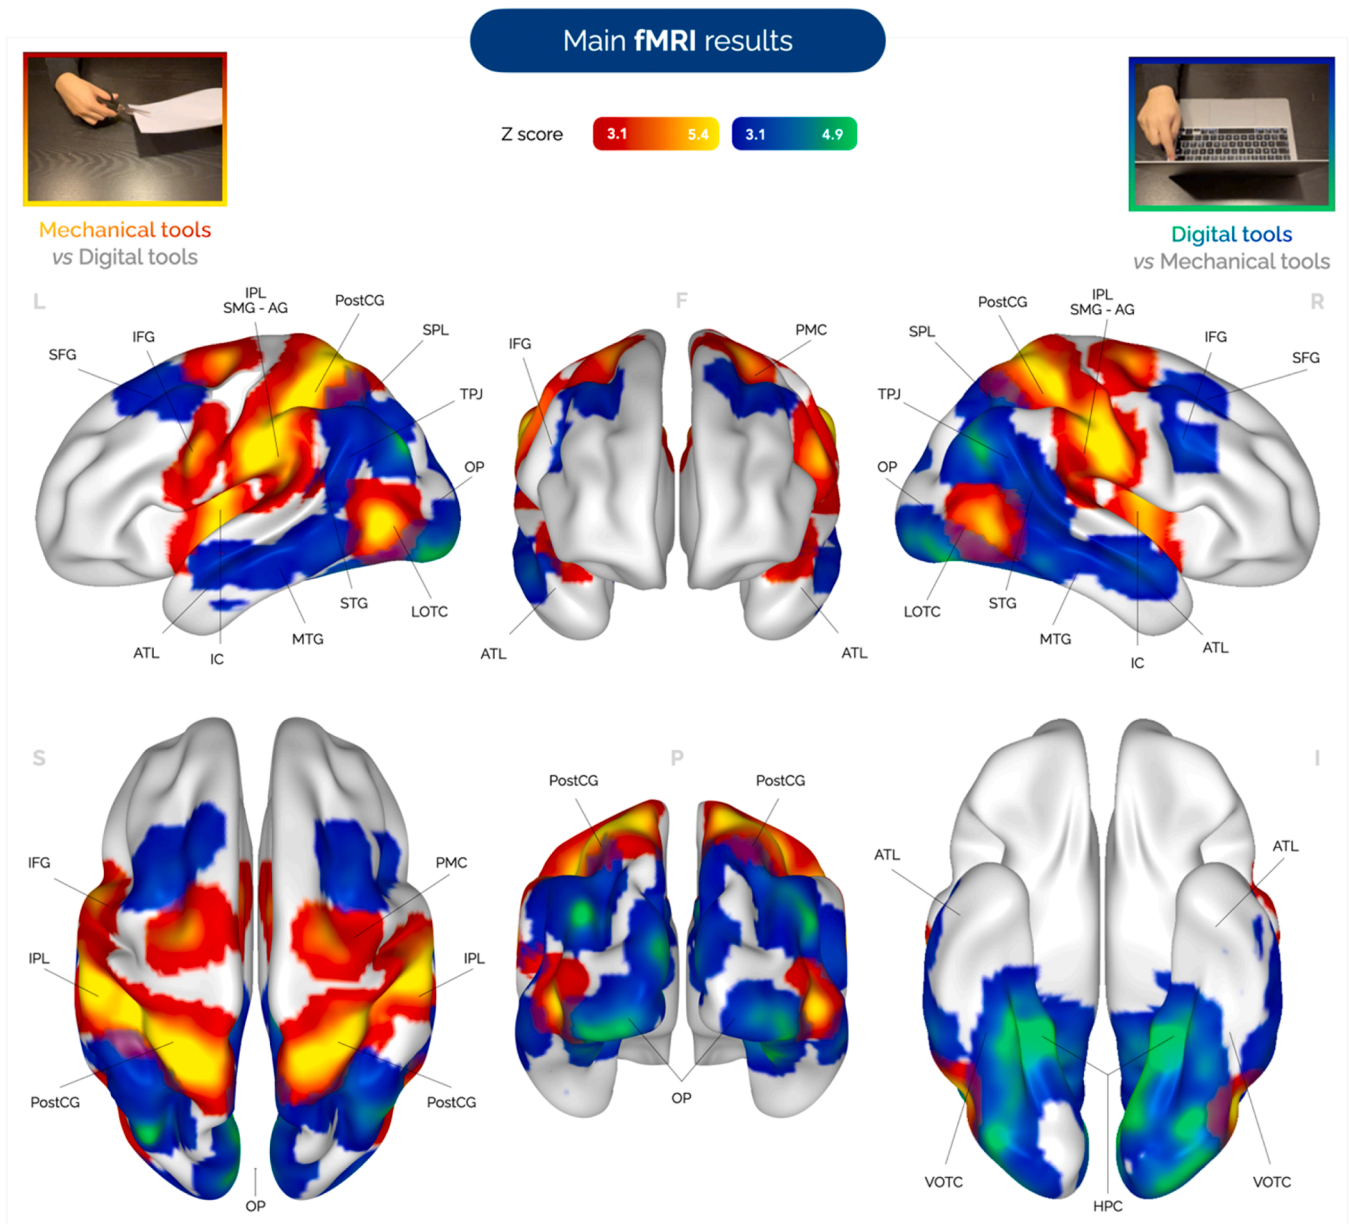 Main fMRI results
Z score 3.1 5.4 3.1 4.9
Mechanical tools
vs Digital tools
Digital tools
vs Mechanical tools
L
SFG
IFG
IPL
SMG - AG
PostCG
SPL
TPJ
OP
LOTC
STG
MTG
IC
ATL
F
IFG
PMC
ATL
ATL
R
SPL
PostCG
IPL
SMG - AG
IFG
SFG
TPJ
OP
LOTC
STG
MTG
IC
ATL
S
IFG
PMC
IPL
IPL
PostCG
PostCG
OP
P
PostCG
PostCG
OP
I
ATL
ATL
VOTC
HPC
VOTC